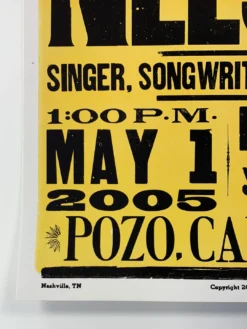 SINGER, SONGWRIT
1:00 P.M.
MAY 1
2005
POZO, CA
Nashville, TN
Copyright 20